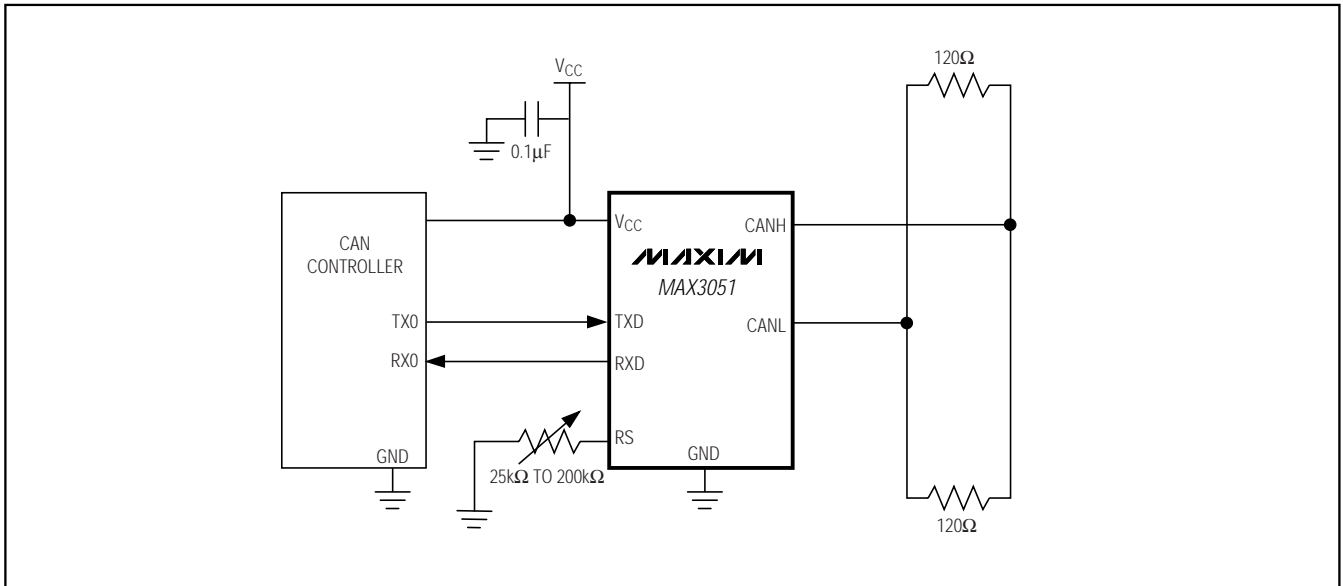 120Ω
VCC
0.1µF
VCC
CANH
CAN
CONTROLLER
MAXIM
MAX3051
TX0
TXD
CANL
RX0
RXD
RS
GND
GND
25kΩ TO 200kΩ
120Ω